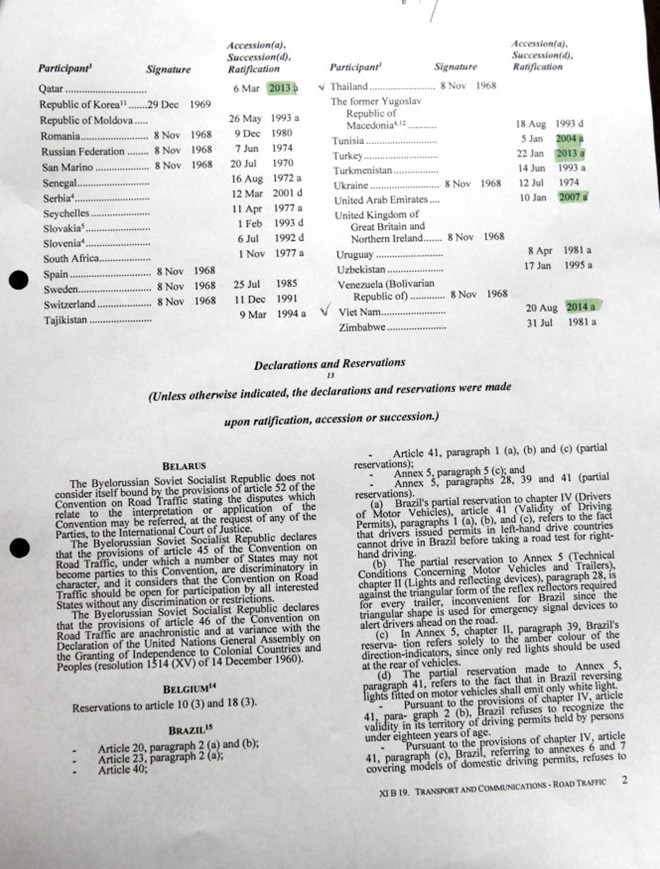 Accession(a),
Succession(d),
Participant³ Signature Ratification
Qatar ............................ 6 Mar 2013 a
Republic of Korea¹¹ ......29 Dec 1969
Republic of Moldova ..... 26 May 1993 a
Romania..................... 8 Nov 1968 9 Dec 1980
Russian Federation ........ 8 Nov 1968 7 Jun 1974
San Marino .................. 8 Nov 1968 20 Jul 1970
Senegal......................... 16 Aug 1972 a
Serbia⁴.......................... 12 Mar 2001 d
Seychelles ..................... 11 Apr 1977 a
Slovakia⁵....................... 1 Feb 1993 d
Slovenia⁴....................... 6 Jul 1992 d
South Africa.................. 1 Nov 1977 a
Spain ........................... 8 Nov 1968
Sweden......................... 8 Nov 1968 25 Jul 1985
Switzerland .................. 8 Nov 1968 11 Dec 1991
Tajikistan ..................... 9 Mar 1994 a
Accession(a),
Succession(d),
Participant³ Signature Ratification
Thailand ....................... 8 Nov 1968
The former Yugoslav
Republic of
Macedonia⁴,¹² .......... 18 Aug 1993 d
Tunisia .......................... 5 Jan 2004 a
Turkey........................... 22 Jan 2013 a
Turkmenistan ................ 14 Jun 1993 a
Ukraine ......................... 8 Nov 1968 12 Jul 1974
United Arab Emirates .... 10 Jan 2007 a
United Kingdom of
Great Britain and
Northern Ireland....... 8 Nov 1968
Uruguay ........................ 8 Apr 1981 a
Uzbekistan .................... 17 Jan 1995 a
Venezuela (Bolivarian
Republic of) ............. 8 Nov 1968
Viet Nam....................... 20 Aug 2014 a
Zimbabwe..................... 31 Jul 1981 a
Declarations and Reservations
13
(Unless otherwise indicated, the declarations and reservations were made
upon ratification, accession or succession.)
BELARUS
The Byelorussian Soviet Socialist Republic does not
consider itself bound by the provisions of article 52 of the
Convention on Road Traffic stating the disputes which
relate to the interpretation or application of the
Convention may be referred, at the request of any of the
Parties, to the International Court of Justice.
The Byelorussian Soviet Socialist Republic declares
that the provisions of article 45 of the Convention on
Road Traffic, under which a number of States may not
become parties to this Convention, are discriminatory in
character, and it considers that the Convention on Road
Traffic should be open for participation by all interested
States without any discrimination or restrictions.
The Byelorussian Soviet Socialist Republic declares
that the provisions of article 46 of the Convention on
Road Traffic are anachronistic and at variance with the
Declaration of the United Nations General Assembly on
the Granting of Independence to Colonial Countries and
Peoples (resolution 1514 (XV) of 14 December 1960).
BELGIUM¹⁴
Reservations to article 10 (3) and 18 (3).
BRAZIL¹⁵
- Article 20, paragraph 2 (a) and (b);
- Article 23, paragraph 2 (a);
- Article 40;
- Article 41, paragraph 1 (a), (b) and (c) (partial
reservations);
- Annex 5, paragraph 5 (c); and
- Annex 5, paragraphs 28, 39 and 41 (partial
reservations).
(a) Brazil's partial reservation to chapter IV (Drivers
of Motor Vehicles), article 41 (Validity of Driving
Permits), paragraphs 1 (a), (b), and (c), refers to the fact
that drivers issued permits in left-hand drive countries
cannot drive in Brazil before taking a road test for right-
hand driving.
(b) The partial reservation to Annex 5 (Technical
Conditions Concerning Motor Vehicles and Trailers),
chapter II (Lights and reflecting devices), paragraph 28, is
against the triangular form of the reflex reflectors required
for every trailer, inconvenient for Brazil since the
triangular shape is used for emergency signal devices to
alert drivers ahead on the road.
(c) In Annex 5, chapter II, paragraph 39, Brazil's
reserva- tion refers solely to the amber colour of the
direction-indicators, since only red lights should be used
at the rear of vehicles.
(d) The partial reservation made to Annex 5,
paragraph 41, refers to the fact that in Brazil reversing
lights fitted on motor vehicles shall emit only white light.
- Pursuant to the provisions of chapter IV, article
41, para- graph 2 (b), Brazil refuses to recognize the
validity in its territory of driving permits held by persons
under eighteen years of age.
- Pursuant to the provisions of chapter IV, article
41, paragraph (c), Brazil, referring to annexes 6 and 7
covering models of domestic driving permits, refuses to
XI B 19. TRANSPORT AND COMMUNICATIONS - ROAD TRAFFIC 2